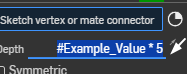 Sketch vertex or mate connector
Depth #Example_Value * 5
Symmetric